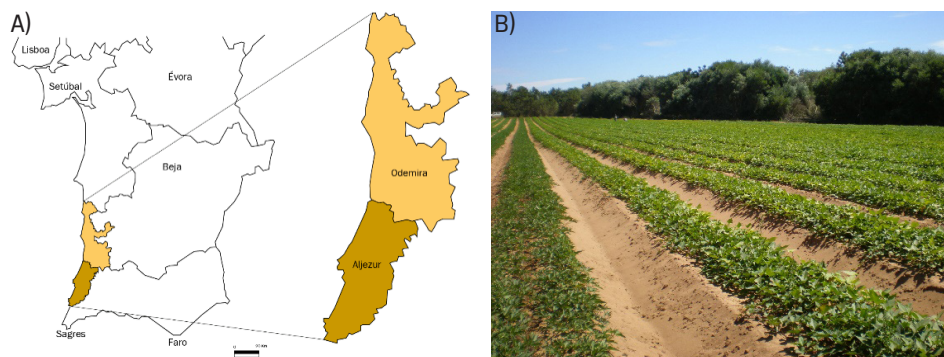 A)
B)
Lisboa
Setúbal
Évora
Beja
Odemira
Aljezur
Sagres
Faro
0